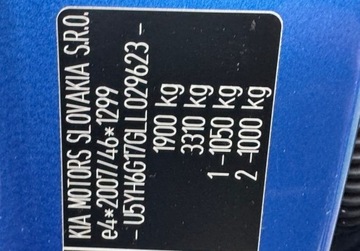 KIA MOTORS SLOVAKIA S.R.O.
e4*2007/46*1299
- U5YH6G17GLL029623 -
1900 kg
3310 kg
1 -1050 kg
2 -1000 kg